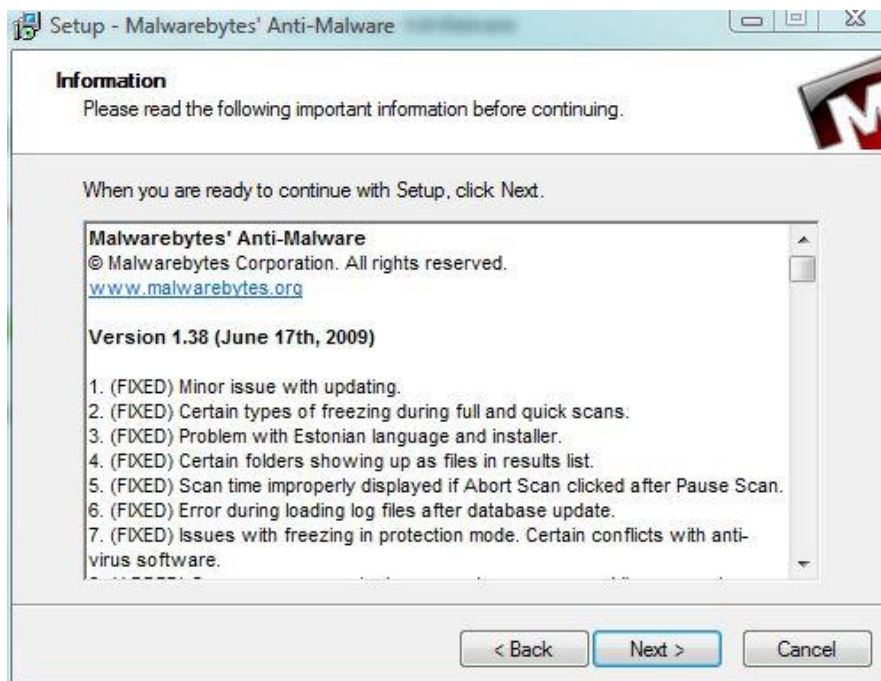 Setup - Malwarebytes' Anti-Malware
Information
Please read the following important information before continuing.
When you are ready to continue with Setup, click Next.
Malwarebytes' Anti-Malware
© Malwarebytes Corporation. All rights reserved.
www.malwarebytes.org
Version 1.38 (June 17th, 2009)
1. (FIXED) Minor issue with updating.
2. (FIXED) Certain types of freezing during full and quick scans.
3. (FIXED) Problem with Estonian language and installer.
4. (FIXED) Certain folders showing up as files in results list.
5. (FIXED) Scan time improperly displayed if Abort Scan clicked after Pause Scan.
6. (FIXED) Error during loading log files after database update.
7. (FIXED) Issues with freezing in protection mode. Certain conflicts with anti-
virus software.
< Back
Next >
Cancel